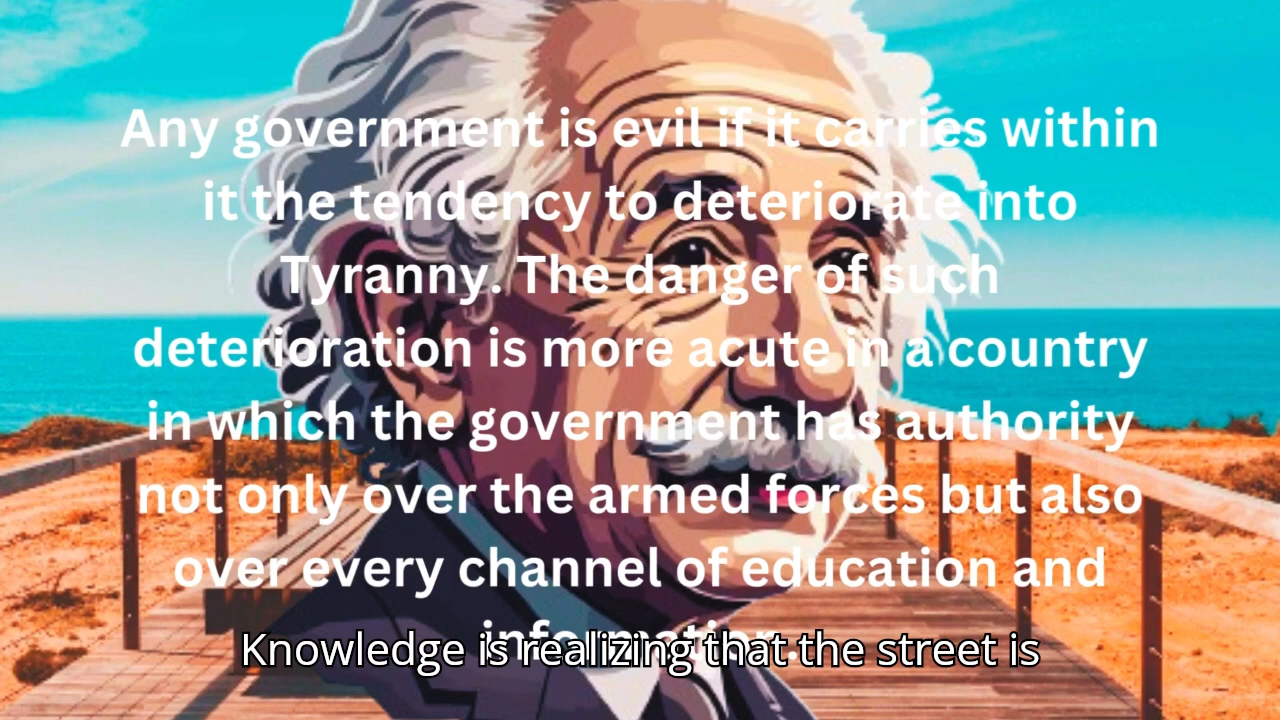 Any government is evil if it carries within
it the tendency to deteriorate into
Tyranny. The danger of such
deterioration is more acute in a country
in which the government has authority
not only over the armed forces but also
over every channel of education and
information.
Knowledge is realizing that the street is